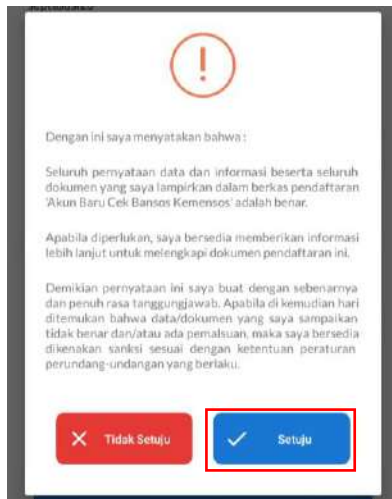 !
Dengan ini saya menyatakan bahwa :
Seluruh pernyataan data dan informasi beserta seluruh
dokumen yang saya lampirkan dalam berkas pendaftaran
'Akun Baru Cek Bansos Kemensos' adalah benar.
Apabila diperlukan, saya bersedia memberikan informasi
lebih lanjut untuk melengkapi dokumen pendaftaran ini.
Demikian pernyataan ini saya buat dengan sebenarnya
dan penuh rasa tanggungjawab. Apabila di kemudian hari
ditemukan bahwa data/dokumen yang saya sampaikan
tidak benar dan/atau ada pemalsuan, maka saya bersedia
dikenakan sanksi sesuai dengan ketentuan peraturan
perundang-undangan yang berlaku.
Tidak Setuju
Setuju